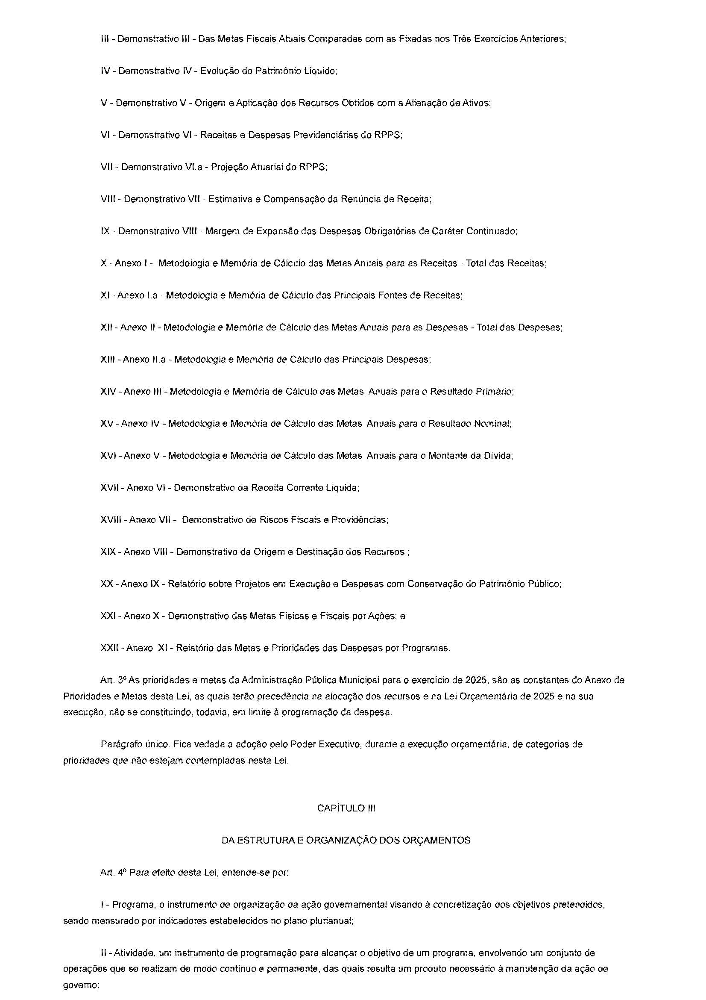 III - Demonstrativo III - Das Metas Fiscais Atuais Comparadas com as Fixadas nos Três Exercícios Anteriores;
IV - Demonstrativo IV - Evolução do Patrimônio Líquido;
V - Demonstrativo V - Origem e Aplicação dos Recursos Obtidos com a Alienação de Ativos;
VI - Demonstrativo VI - Receitas e Despesas Previdenciárias do RPPS;
VII - Demonstrativo VI.a - Projeção Atuarial do RPPS;
VIII - Demonstrativo VII - Estimativa e Compensação da Renúncia de Receita;
IX - Demonstrativo VIII - Margem de Expansão das Despesas Obrigatórias de Caráter Continuado;
X - Anexo I - Metodologia e Memória de Cálculo das Metas Anuais para as Receitas - Total das Receitas;
XI - Anexo I.a - Metodologia e Memória de Cálculo das Principais Fontes de Receitas;
XII - Anexo II - Metodologia e Memória de Cálculo das Metas Anuais para as Despesas - Total das Despesas;
XIII - Anexo II.a - Metodologia e Memória de Cálculo das Principais Despesas;
XIV - Anexo III - Metodologia e Memória de Cálculo das Metas Anuais para o Resultado Primário;
XV - Anexo IV - Metodologia e Memória de Cálculo das Metas Anuais para o Resultado Nominal;
XVI - Anexo V - Metodologia e Memória de Cálculo das Metas Anuais para o Montante da Dívida;
XVII - Anexo VI - Demonstrativo da Receita Corrente Líquida;
XVIII - Anexo VII - Demonstrativo de Riscos Fiscais e Providências;
XIX - Anexo VIII - Demonstrativo da Origem e Destinação dos Recursos ;
XX - Anexo IX - Relatório sobre Projetos em Execução e Despesas com Conservação do Patrimônio Público;
XXI - Anexo X - Demonstrativo das Metas Físicas e Fiscais por Ações; e
XXII - Anexo XI - Relatório das Metas e Prioridades das Despesas por Programas.
Art. 3º As prioridades e metas da Administração Pública Municipal para o exercício de 2025, são as constantes do Anexo de
Prioridades e Metas desta Lei, as quais terão precedência na alocação dos recursos e na Lei Orçamentária de 2025 e na sua
execução, não se constituindo, todavia, em limite à programação da despesa.
Parágrafo único. Fica vedada a adoção pelo Poder Executivo, durante a execução orçamentária, de categorias de
prioridades que não estejam contempladas nesta Lei.
CAPÍTULO III
DA ESTRUTURA E ORGANIZAÇÃO DOS ORÇAMENTOS
Art. 4º Para efeito desta Lei, entende-se por:
I - Programa, o instrumento de organização da ação governamental visando à concretização dos objetivos pretendidos,
sendo mensurado por indicadores estabelecidos no plano plurianual;
II - Atividade, um instrumento de programação para alcançar o objetivo de um programa, envolvendo um conjunto de
operações que se realizam de modo contínuo e permanente, das quais resulta um produto necessário à manutenção da ação de
governo;